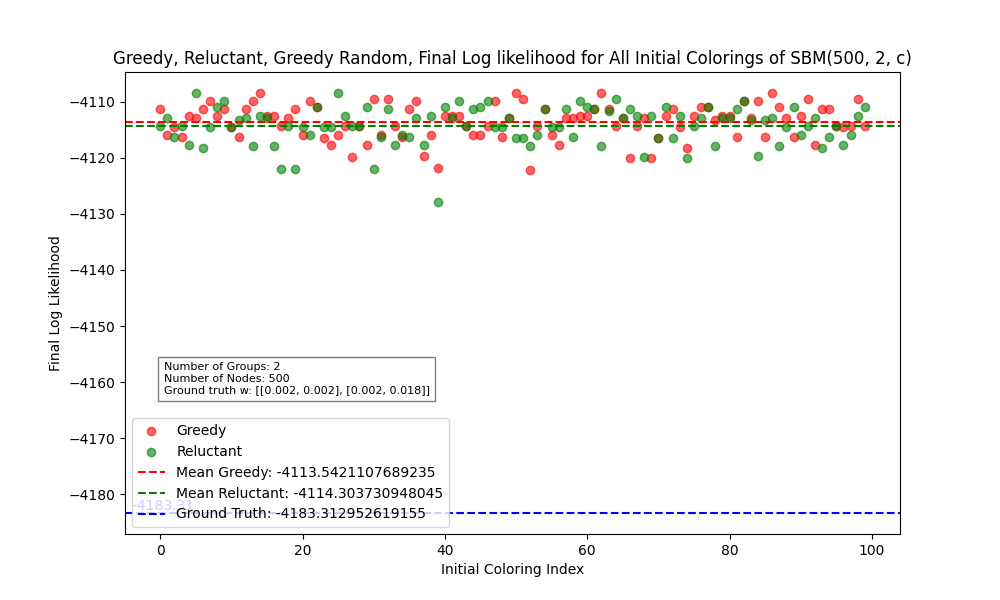 Greedy, Reluctant, Greedy Random, Final Log likelihood for All Initial Colorings of SBM(500, 2, c)
−4110
−4120
−4130
−4140
−4150
−4160
−4170
−4180
Final Log Likelihood
Number of Groups: 2
Number of Nodes: 500
Ground truth w: [[0.002, 0.002], [0.002, 0.018]]
Greedy
Reluctant
Mean Greedy: -4113.5421107689235
Mean Reluctant: -4114.303730948045
-4183.31
Ground Truth: -4183.312952619155
0 20 40 60 80 100
Initial Coloring Index